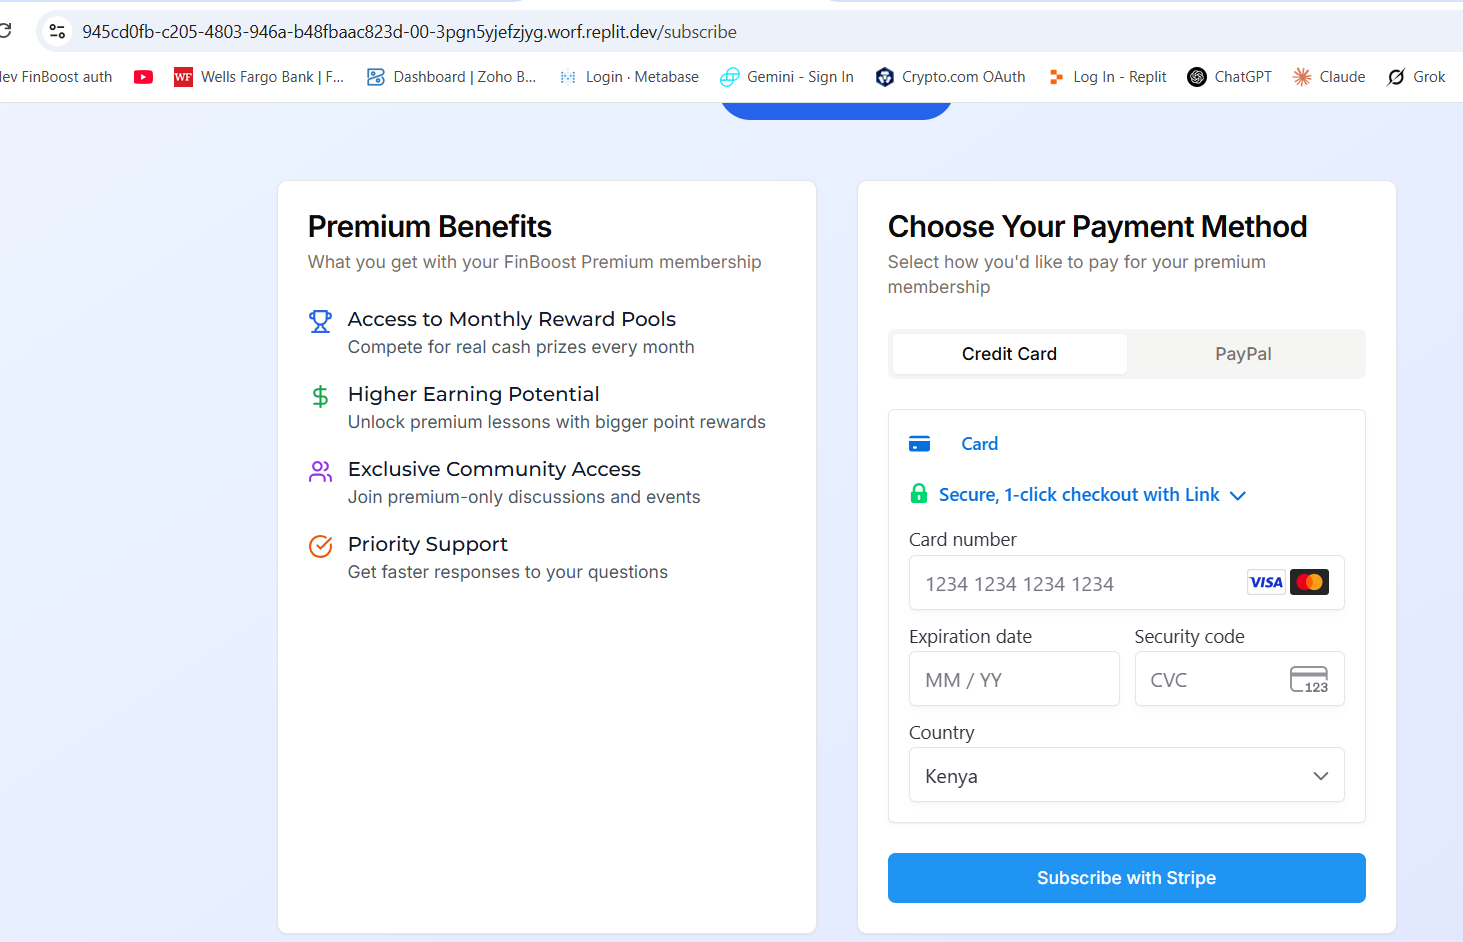 945cd0fb-c205-4803-946a-b48fbaac823d-00-3pgn5yjefzjyg.worf.replit.dev/subscribe
dev FinBoost auth
WF Wells Fargo Bank | F...
Dashboard | Zoho B...
Login · Metabase
Gemini - Sign In
Crypto.com OAuth
Log In - Replit
ChatGPT
Claude
Grok
Premium Benefits
What you get with your FinBoost Premium membership
Access to Monthly Reward Pools
Compete for real cash prizes every month
Higher Earning Potential
Unlock premium lessons with bigger point rewards
Exclusive Community Access
Join premium-only discussions and events
Priority Support
Get faster responses to your questions
Choose Your Payment Method
Select how you'd like to pay for your premium
membership
Credit Card
PayPal
Card
Secure, 1-click checkout with Link
Card number
1234 1234 1234 1234
VISA
Expiration date
Security code
MM / YY
CVC
123
Country
Kenya
Subscribe with Stripe